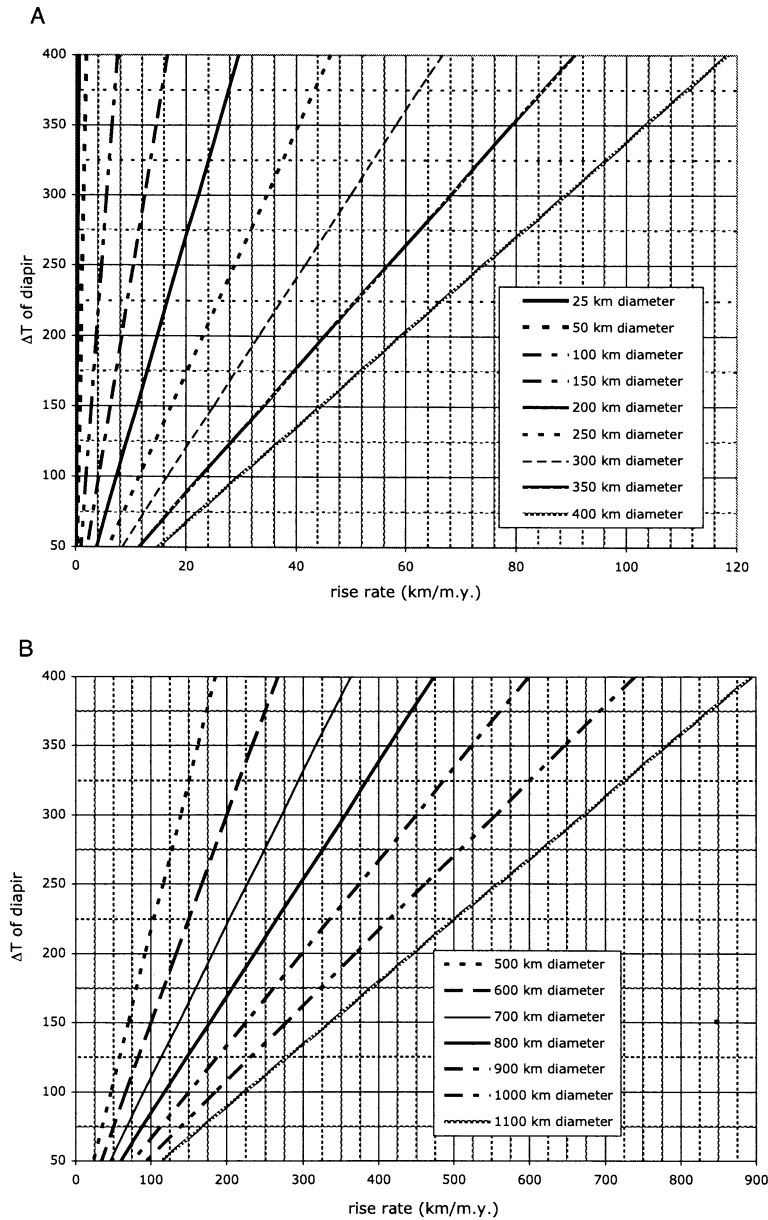 A
400
350
300
250
200
150
100
50
ΔT of diapir
0 20 40 60 80 100 120
rise rate (km/m.y.)
25 km diameter
50 km diameter
100 km diameter
150 km diameter
200 km diameter
250 km diameter
300 km diameter
350 km diameter
400 km diameter
B
400
350
300
250
200
150
100
50
ΔT of diapir
0 100 200 300 400 500 600 700 800 900
rise rate (km/m.y.)
500 km diameter
600 km diameter
700 km diameter
800 km diameter
900 km diameter
1000 km diameter
1100 km diameter